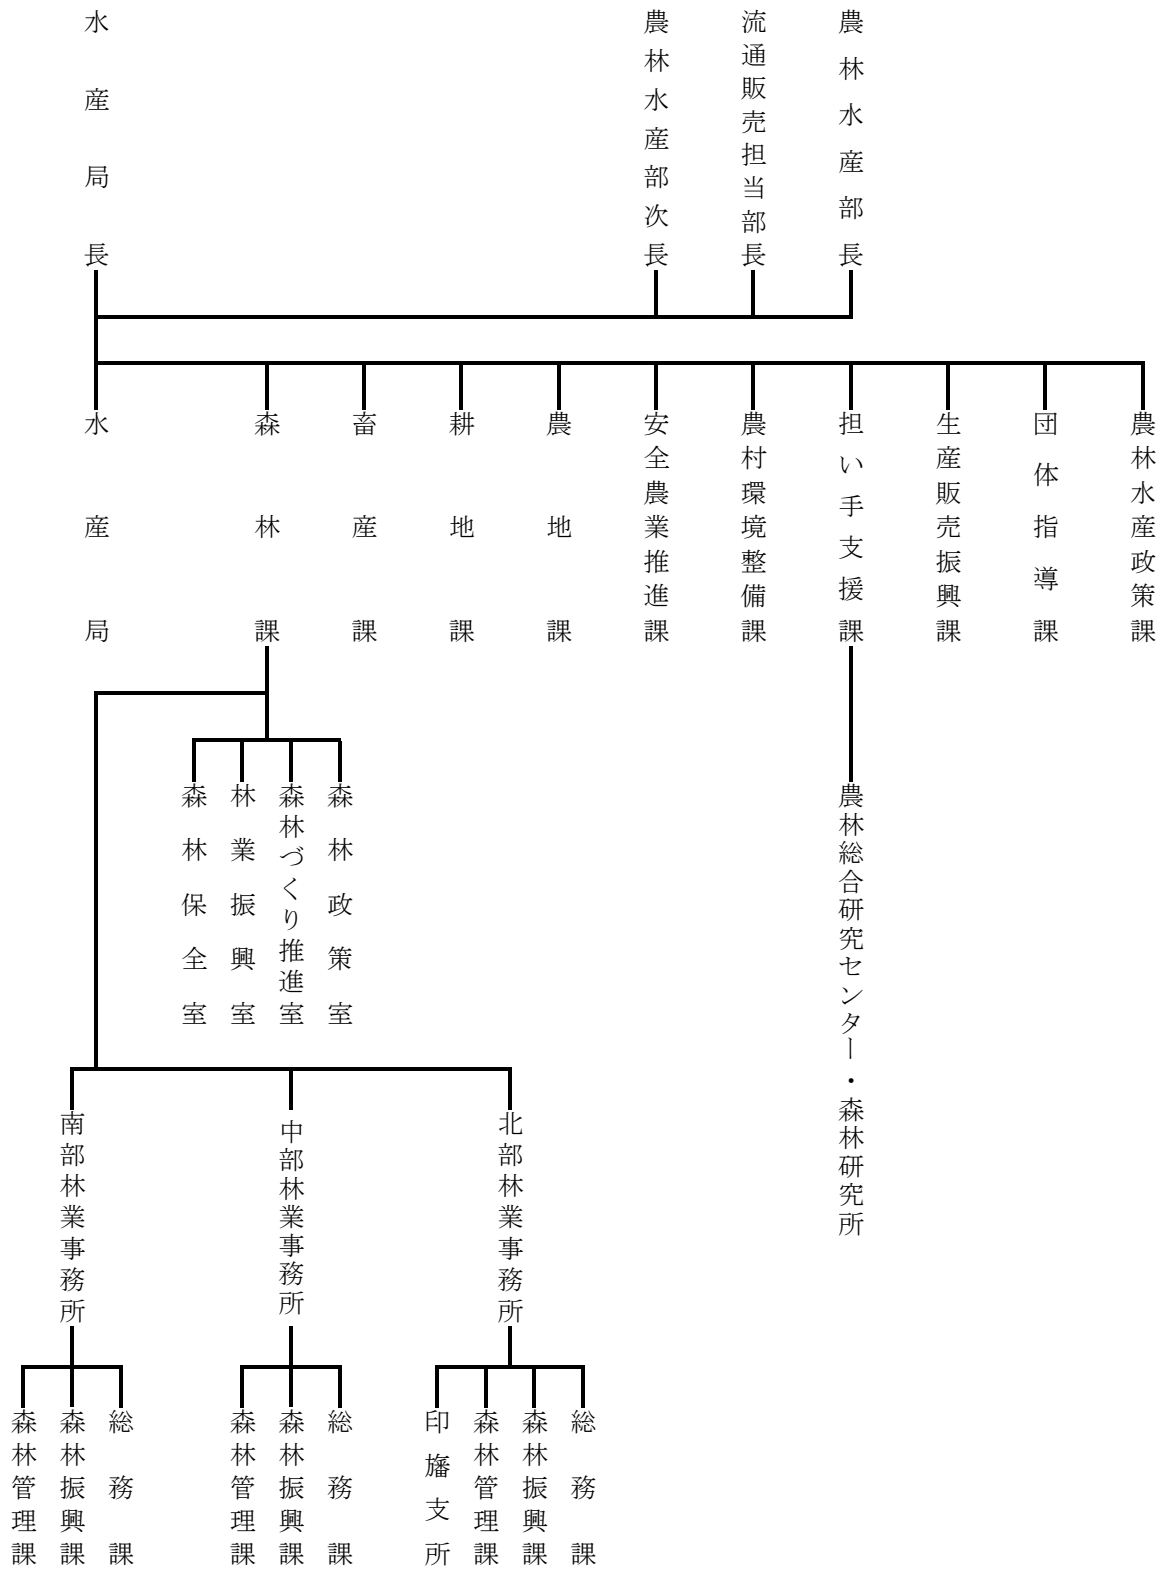 農林水産部長
流通販売担当部長
農林水産部次長
水産局長
農林水産政策課
団体指導課
生産販売振興課
担い手支援課
農村環境整備課
安全農業推進課
農地課
耕地課
畜産課
森林課
水産局
農林総合研究センター・森林研究所
森林政策室
森林づくり推進室
林業振興室
森林保全室
北部林業事務所
中部林業事務所
南部林業事務所
総務課
森林振興課
森林管理課
印旛支所
総務課
森林振興課
森林管理課
総務課
森林振興課
森林管理課